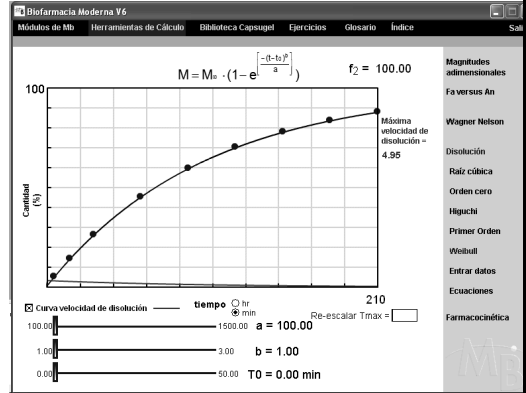 Biofarmacia Moderna V6
Módulos de Mb Herramientas de Cálculo Biblioteca Capsugel Ejercicios Glosario Índice Sali
M = M∞ · (1 − e^[−(t−t0)^b / a])
f2 = 100.00
100
Cantidad
(%)
Máxima
velocidad de
disolución =
4.95
210
Curva velocidad de disolución
tiempo hr
min
Re-escalar Tmax =
100.00 1500.00 a = 100.00
1.00 3.00 b = 1.00
0.00 50.00 T0 = 0.00 min
Magnitudes
adimensionales
Fa versus An
Wagner Nelson
Disolución
Raíz cúbica
Orden cero
Higuchi
Primer Orden
Weibull
Entrar datos
Ecuaciones
Farmacocinética
MB